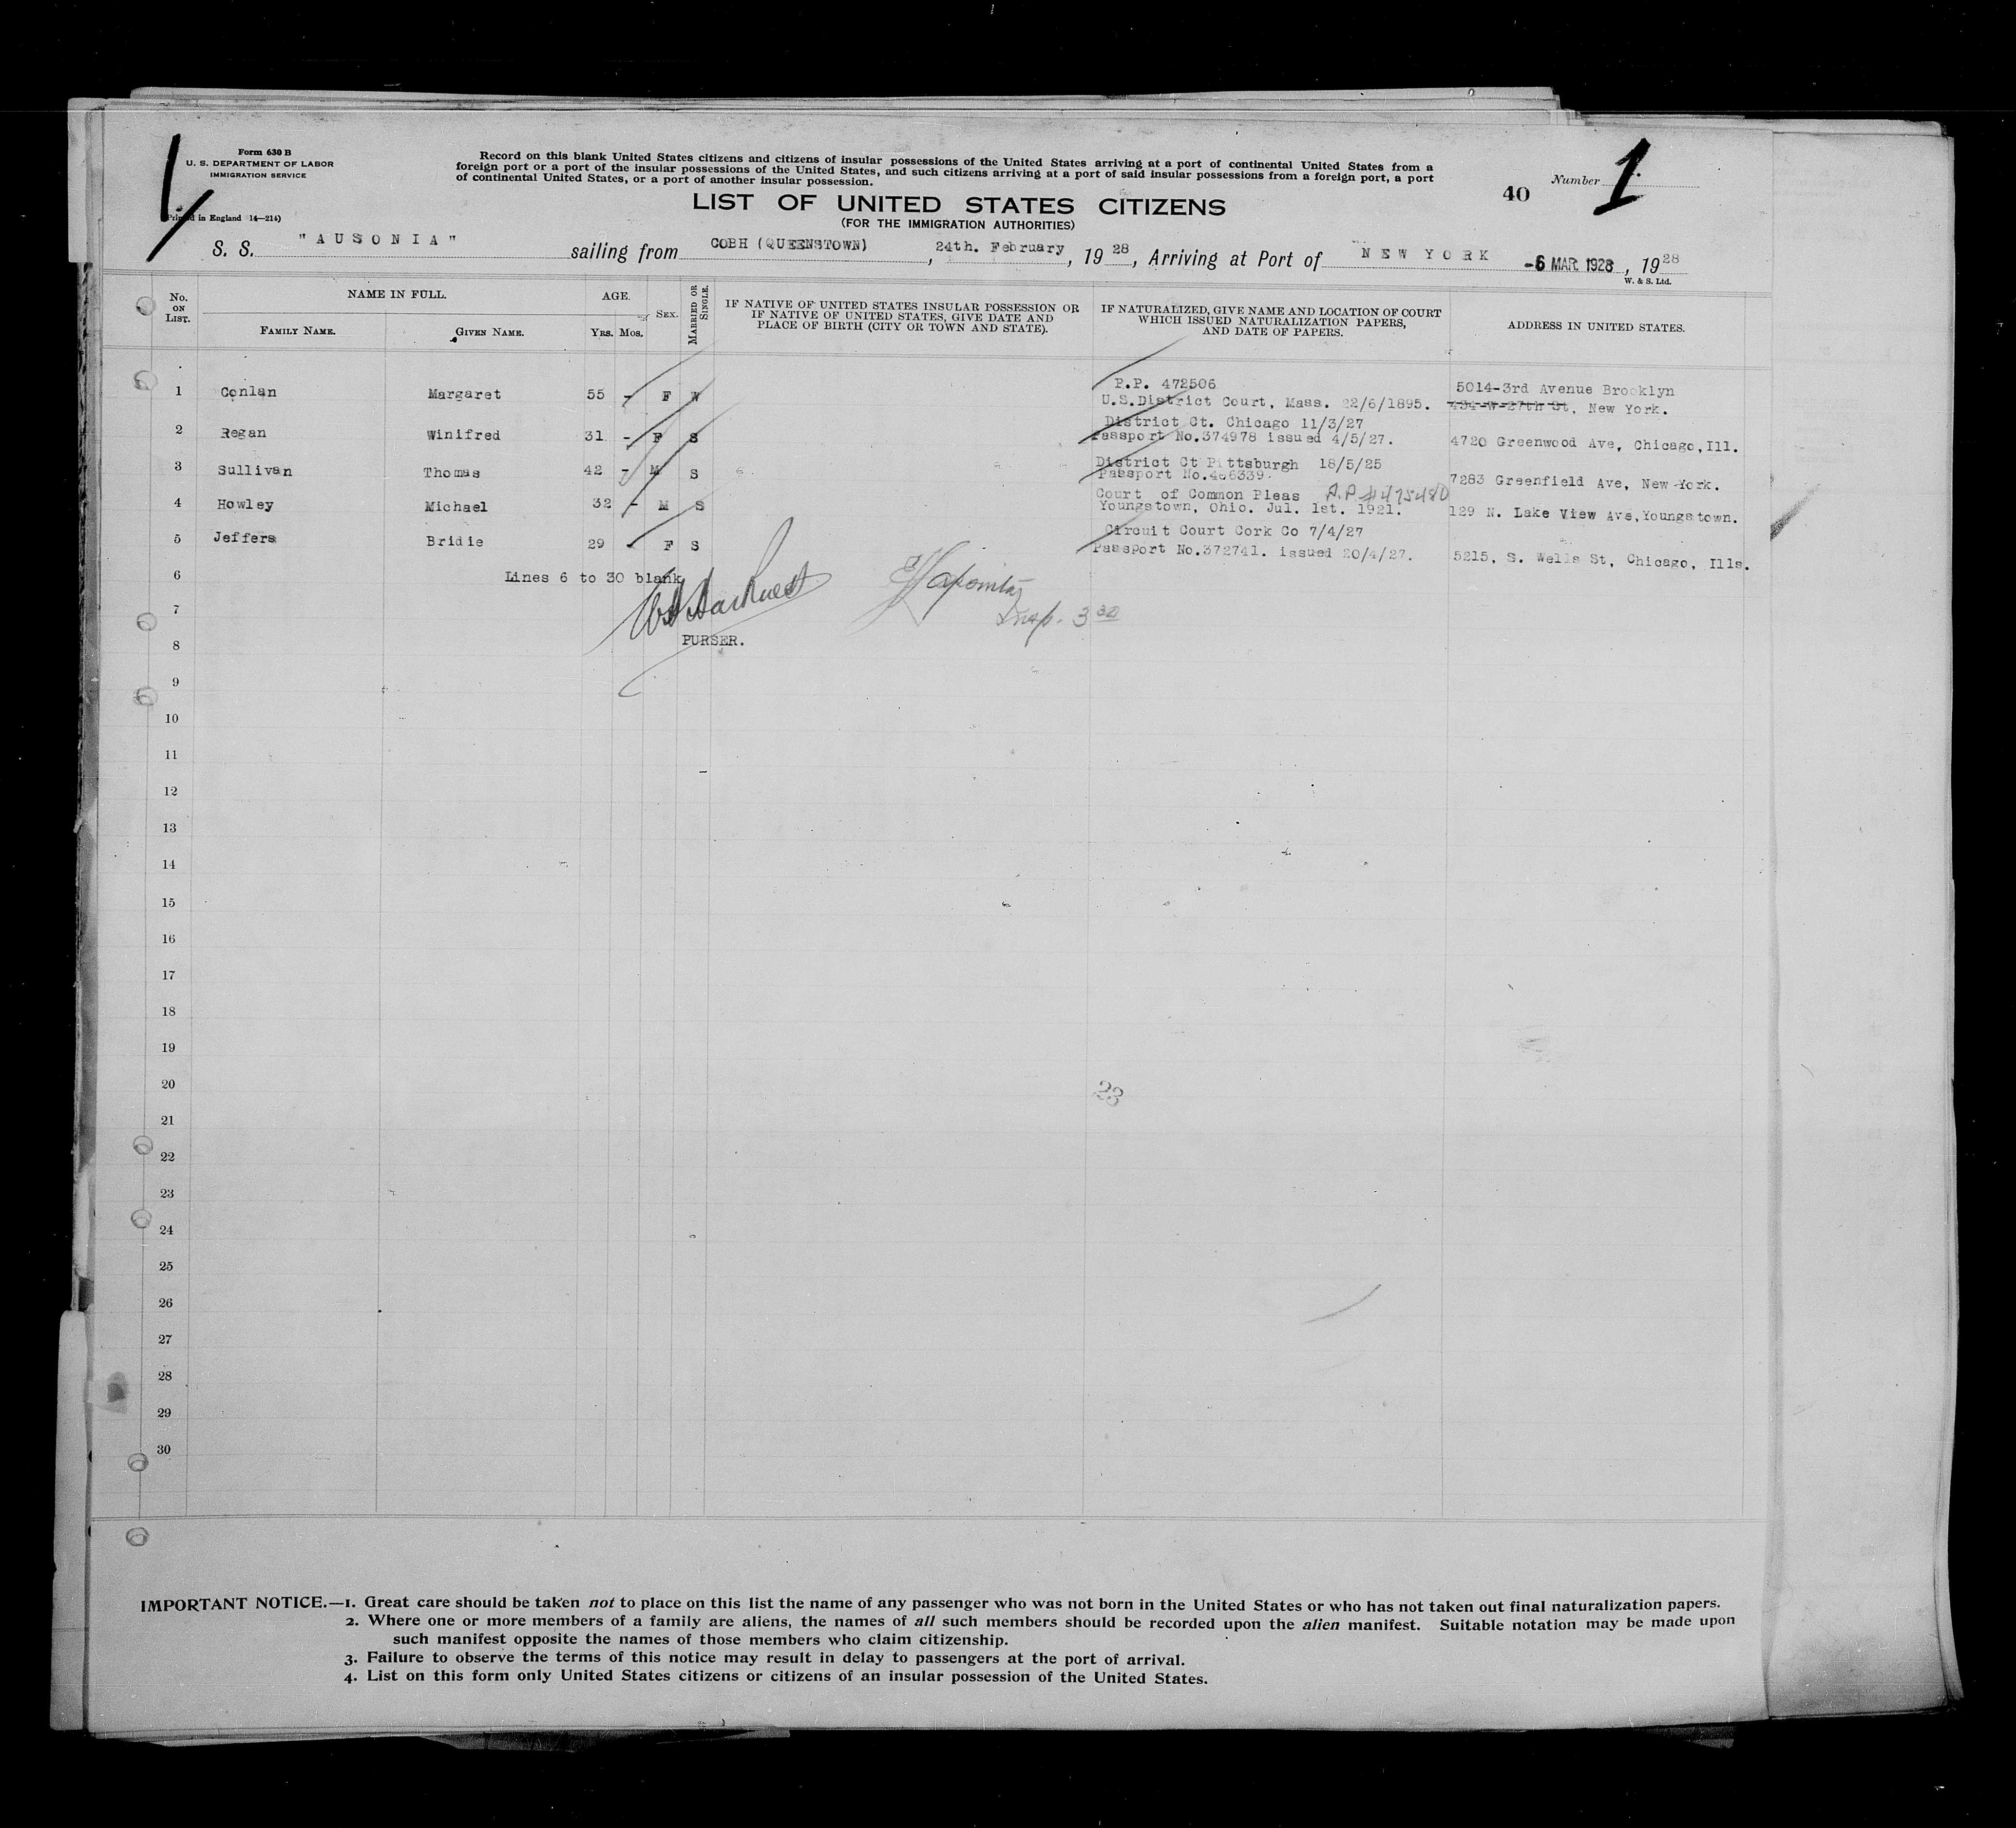 Form 630 B
U. S. DEPARTMENT OF LABOR
IMMIGRATION SERVICE
in England 14—214)
Record on this blank United States citizens and citizens of insular possessions of the United States arriving at a port of continental United States from a
foreign port or a port of the insular possessions of the United States, and such citizens arriving at a port of said insular possessions from a foreign port, a port
of continental United States, or a port of another insular possession.
40
Number 1
LIST OF UNITED STATES CITIZENS
(FOR THE IMMIGRATION AUTHORITIES)
S. S. "AUSONIA" sailing from COBH (QUEENSTOWN), 24th. February, 19 28, Arriving at Port of NEW YORK -6 MAR 1928, 19 28
W. & S. Ltd.
No. ON LIST.
NAME IN FULL.
FAMILY NAME.
GIVEN NAME.
AGE.
YRS. MOS.
SEX.
MARRIED OR SINGLE.
IF NATIVE OF UNITED STATES INSULAR POSSESSION OR
IF NATIVE OF UNITED STATES, GIVE DATE AND
PLACE OF BIRTH (CITY OR TOWN AND STATE).
IF NATURALIZED, GIVE NAME AND LOCATION OF COURT
WHICH ISSUED NATURALIZATION PAPERS,
AND DATE OF PAPERS.
ADDRESS IN UNITED STATES.
P.P. 472506 5014-3rd Avenue Brooklyn
1 Conlan Margaret 55 - F W U.S.District Court, Mass. 22/6/1895. 434-W-27th St, New York.
District Ct. Chicago 11/3/27
2 Regan Winifred 31 - F S Passport No.374978 issued 4/5/27. 4720 Greenwood Ave, Chicago,Ill.
District Ct Pittsburgh 18/5/25
3 Sullivan Thomas 42 - M S Passport 7283 Greenfield Ave, New York.
Court of Common Pleas P.P #475480
4 Howley Michael 32 - M S Youngstown, Ohio. Jul. 1st. 1921. 129 N. Lake View Ave,Youngstown.
Circuit Court Cork Co 7/4/27
5 Jeffers Bridie 29 - F S Passport No.372741. issued 20/4/27. 5215, S. Wells St, Chicago, Ills.
6 Lines 6 to 30 blank
7 Insp. 3 30
8 PURSER.
9
10
11
12
13
14
15
16
17
18
19
20 23
21
22
23
24
25
26
27
28
29
30
IMPORTANT NOTICE.—1. Great care should be taken not to place on this list the name of any passenger who was not born in the United States or who has not taken out final naturalization papers.
2. Where one or more members of a family are aliens, the names of all such members should be recorded upon the alien manifest. Suitable notation may be made upon
such manifest opposite the names of those members who claim citizenship.
3. Failure to observe the terms of this notice may result in delay to passengers at the port of arrival.
4. List on this form only United States citizens or citizens of an insular possession of the United States.